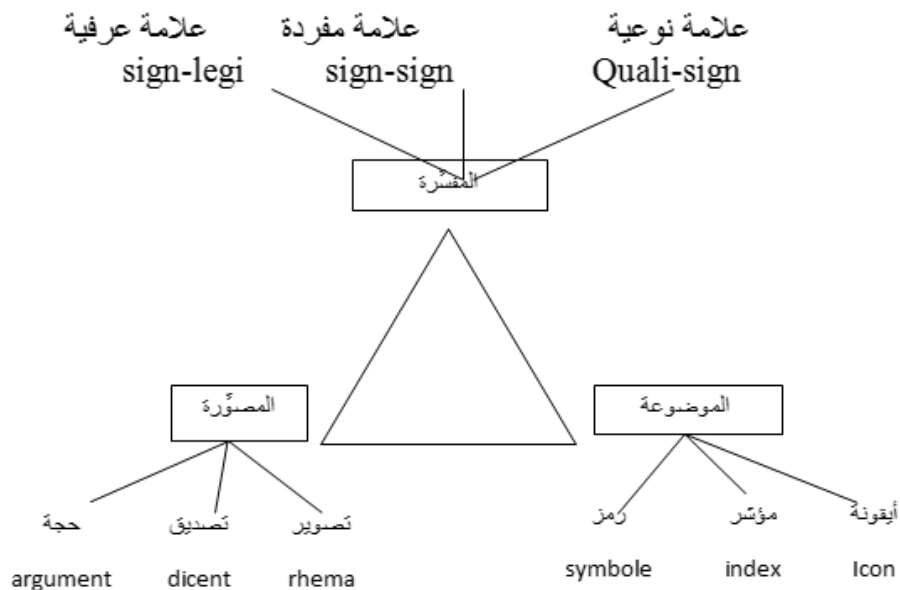 علامة نوعية علامة مفردة علامة عرفية
Quali-sign sign-sign sign-legi
المفسَّرة
الموضوعة المصوَّرة
أيقونة مؤشر رمز تصوير تصديق حجة
Icon index symbole rhema dicent argument